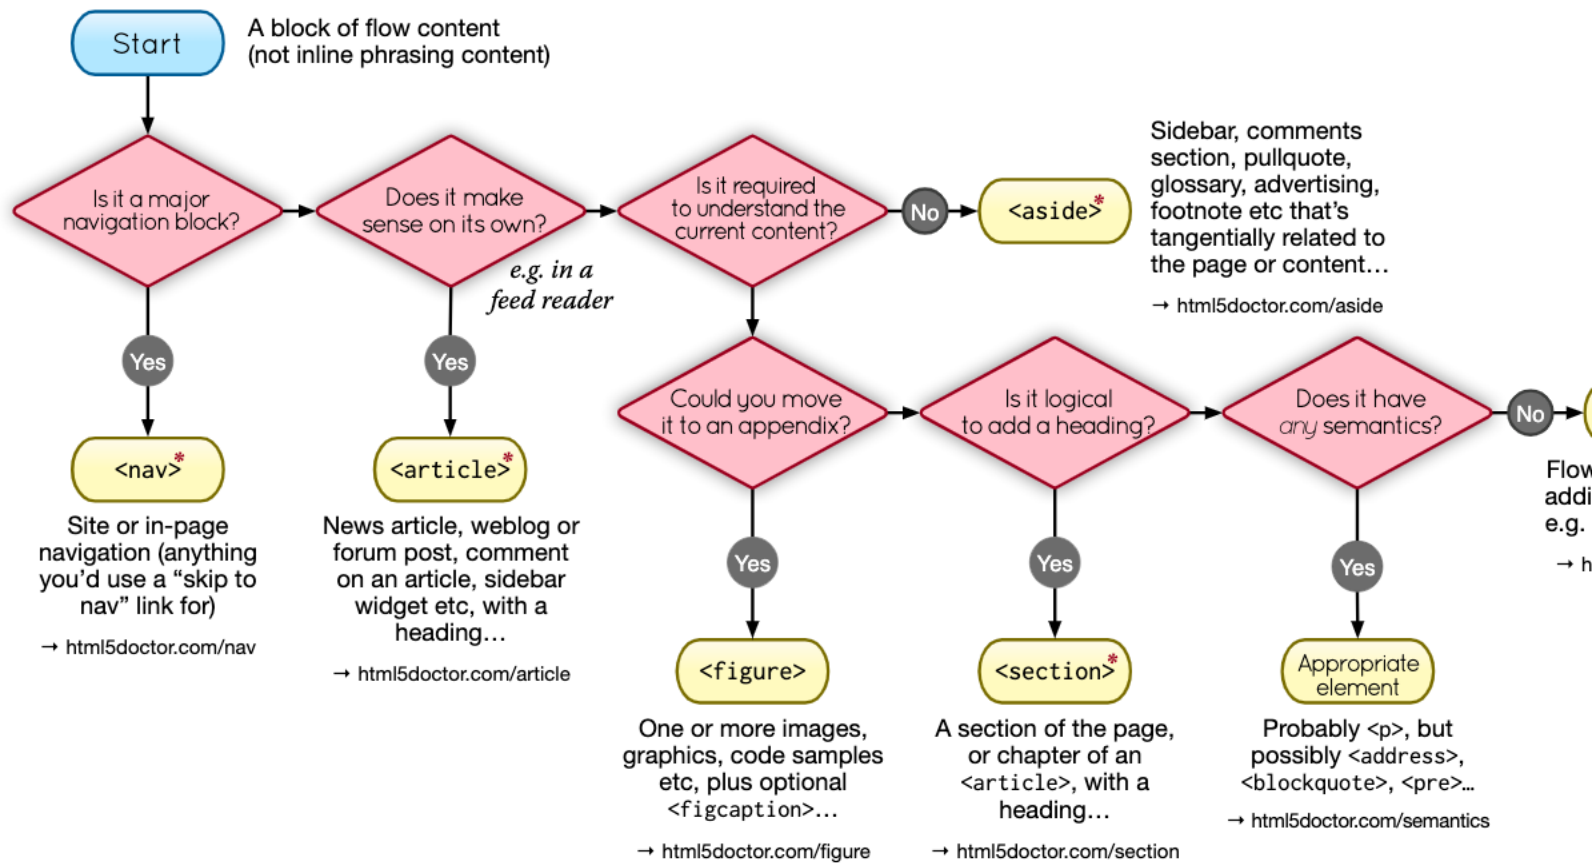 Start
A block of flow content
(not inline phrasing content)
Is it a major
navigation block?
Does it make
sense on its own?
e.g. in a
feed reader
Is it required
to understand the
current content?
No
<aside>*
Sidebar, comments
section, pullquote,
glossary, advertising,
footnote etc that’s
tangentially related to
the page or content…
→ html5doctor.com/aside
Yes
<nav>*
Site or in-page
navigation (anything
you’d use a “skip to
nav” link for)
→ html5doctor.com/nav
Yes
<article>*
News article, weblog or
forum post, comment
on an article, sidebar
widget etc, with a
heading…
→ html5doctor.com/article
Could you move
it to an appendix?
Is it logical
to add a heading?
Does it have
any semantics?
No
Flow
addi
e.g.
→ h
Yes
<figure>
One or more images,
graphics, code samples
etc, plus optional
<figcaption>…
→ html5doctor.com/figure
Yes
<section>*
A section of the page,
or chapter of an
<article>, with a
heading…
→ html5doctor.com/section
Yes
Appropriate
element
Probably <p>, but
possibly <address>,
<blockquote>, <pre>…
→ html5doctor.com/semantics